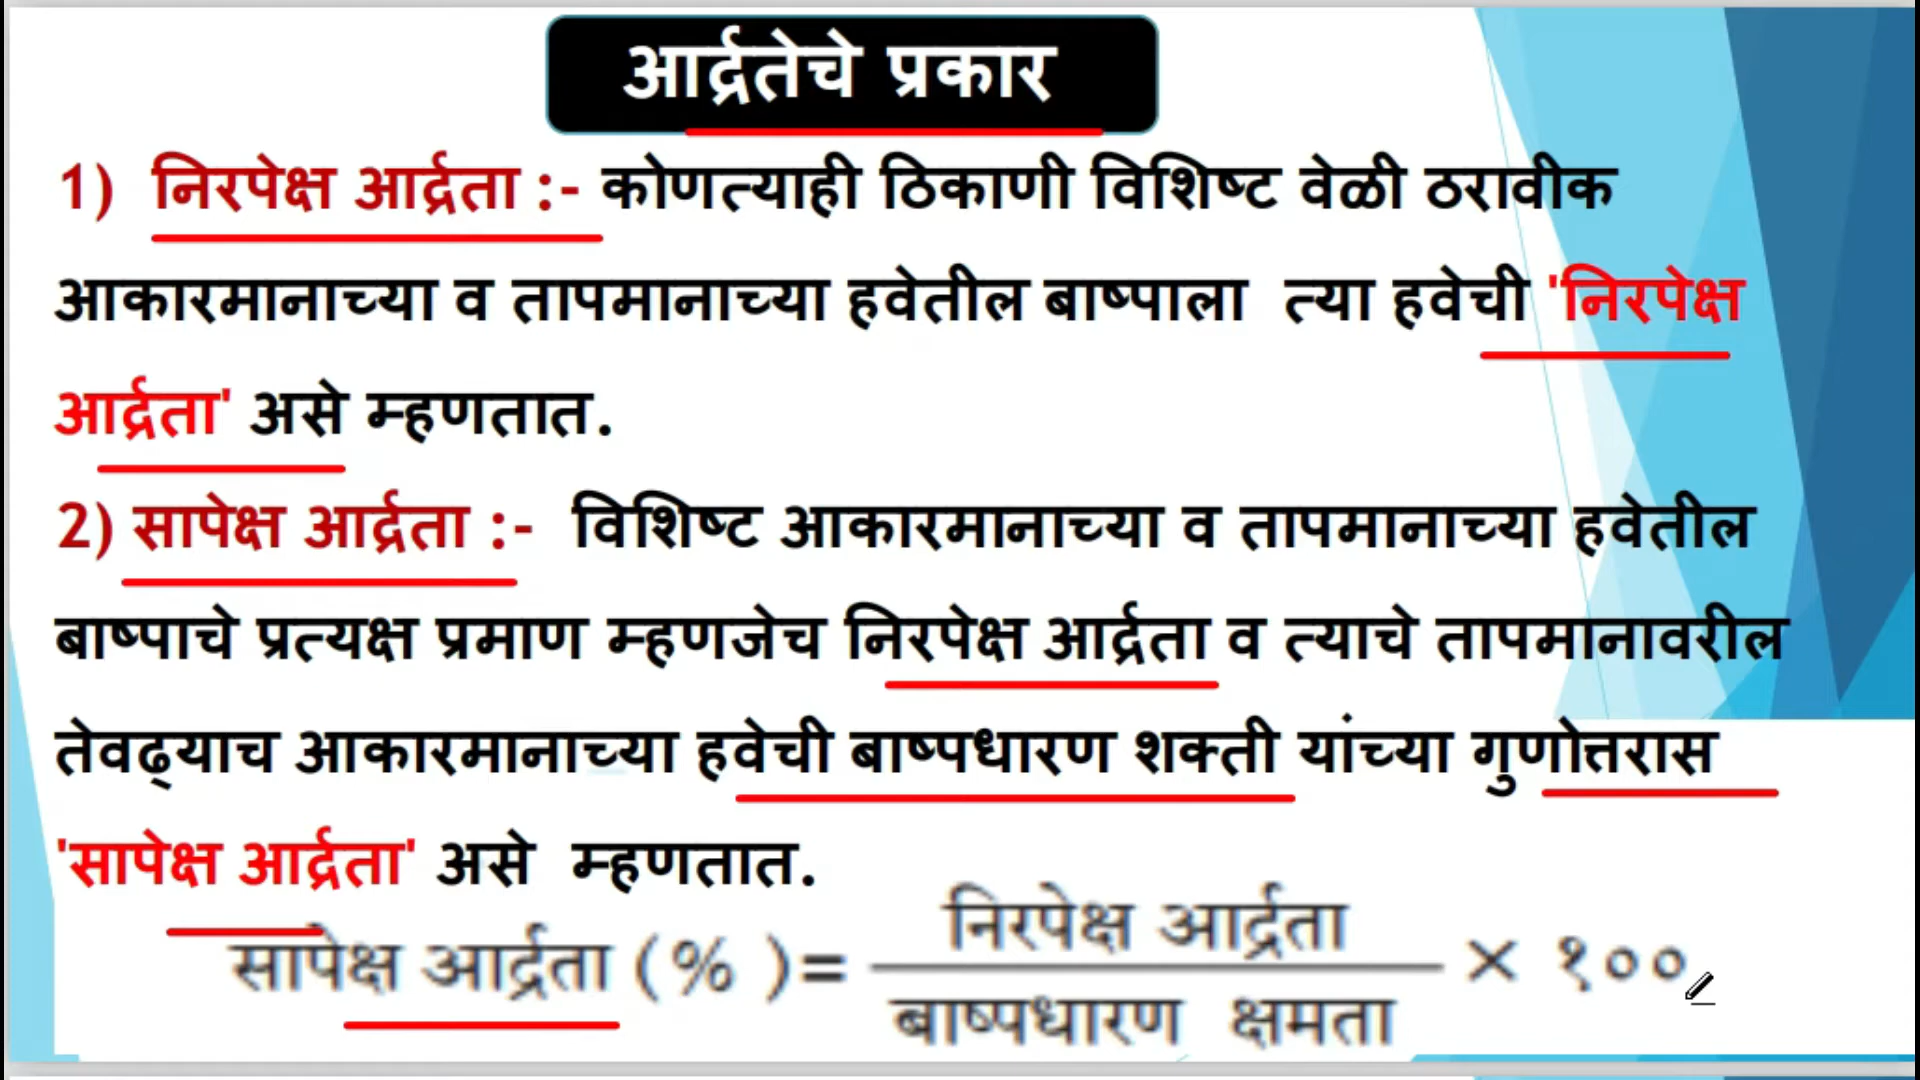 आर्द्रतेचे प्रकार
1) निरपेक्ष आर्द्रता :- कोणत्याही ठिकाणी विशिष्ट वेळी ठरावीक
आकारमानाच्या व तापमानाच्या हवेतील बाष्पाला त्या हवेची 'निरपेक्ष
आर्द्रता' असे म्हणतात.
2) सापेक्ष आर्द्रता :- विशिष्ट आकारमानाच्या व तापमानाच्या हवेतील
बाष्पाचे प्रत्यक्ष प्रमाण म्हणजेच निरपेक्ष आर्द्रता व त्याचे तापमानावरील
तेवढ्याच आकारमानाच्या हवेची बाष्पधारण शक्ती यांच्या गुणोत्तरास
'सापेक्ष आर्द्रता' असे म्हणतात.
निरपेक्ष आर्द्रता
सापेक्ष आर्द्रता (% )= × १००
बाष्पधारण क्षमता